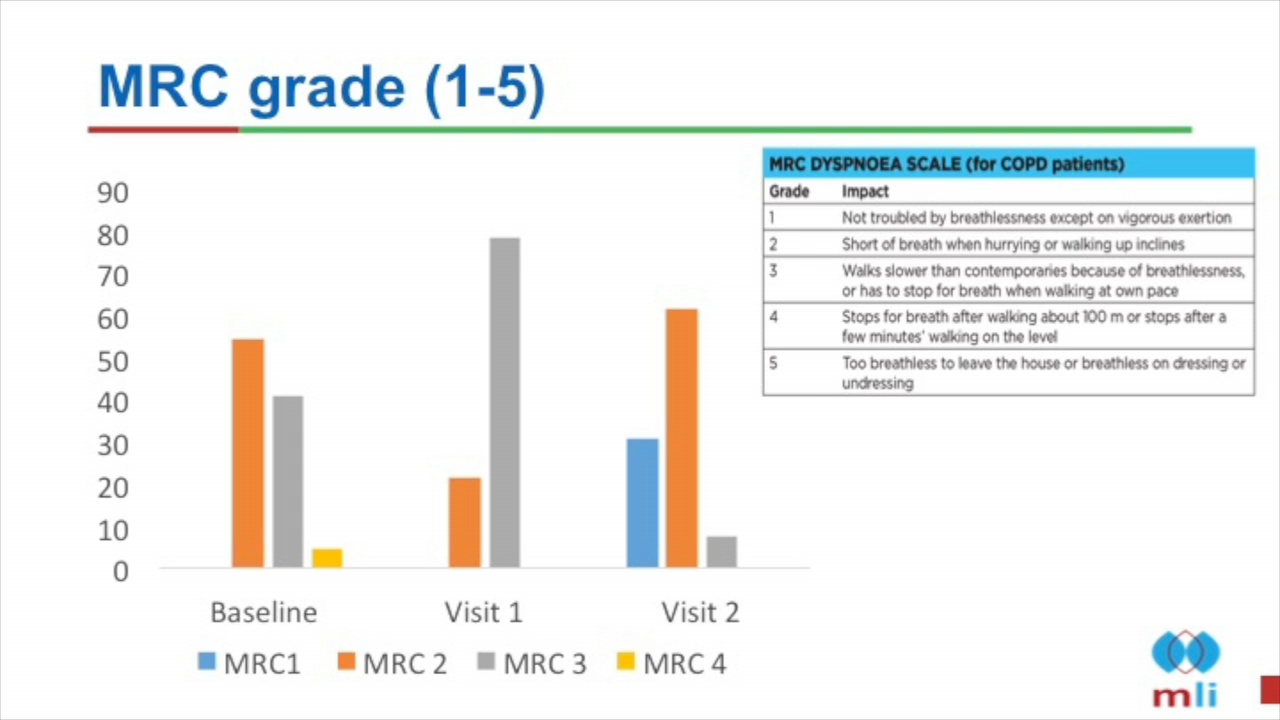 MRC grade (1-5)
MRC DYSPNOEA SCALE (for COPD patients)
Grade Impact
1 Not troubled by breathlessness except on vigorous exertion
2 Short of breath when hurrying or walking up inclines
3 Walks slower than contemporaries because of breathlessness,
or has to stop for breath when walking at own pace
4 Stops for breath after walking about 100 m or stops after a
few minutes' walking on the level
5 Too breathless to leave the house or breathless on dressing or
undressing
90
80
70
60
50
40
30
20
10
0
Baseline Visit 1 Visit 2
MRC1 MRC 2 MRC 3 MRC 4
mli